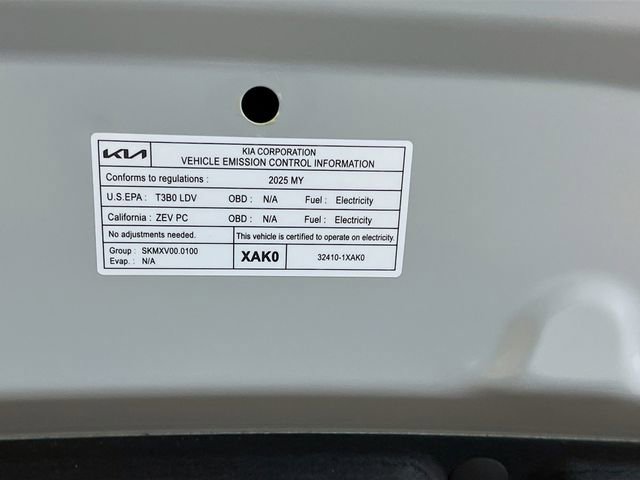 KIA KIA CORPORATION
VEHICLE EMISSION CONTROL INFORMATION
Conforms to regulations : 2025 MY
U.S.EPA : T3B0 LDV OBD : N/A Fuel : Electricity
California : ZEV PC OBD : N/A Fuel : Electricity
No adjustments needed. This vehicle is certified to operate on electricity.
Group : SKMXV00.0100
Evap. : N/A
XAK0 32410-1XAK0